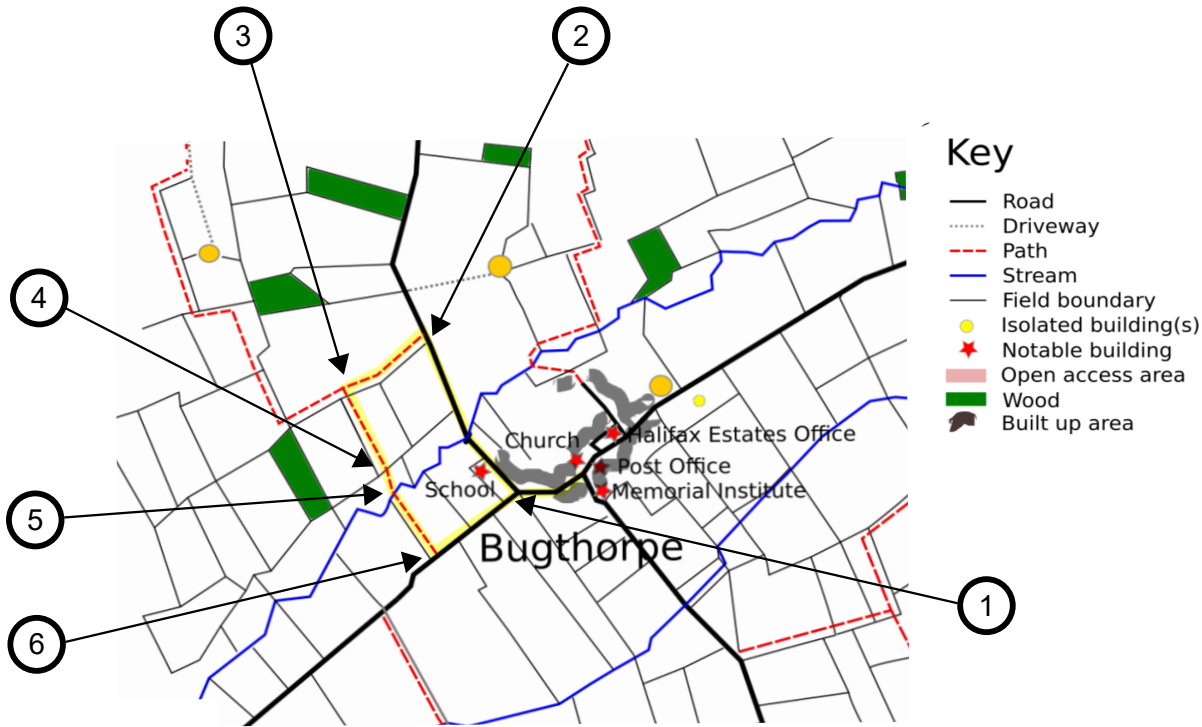 3
2
Key
Road
Driveway
Path
Stream
Field boundary
Isolated building(s)
Notable building
Open access area
Wood
Built up area
4
Church
Halifax Estates Office
School
Post Office
Memorial Institute
5
Bugthorpe
1
6